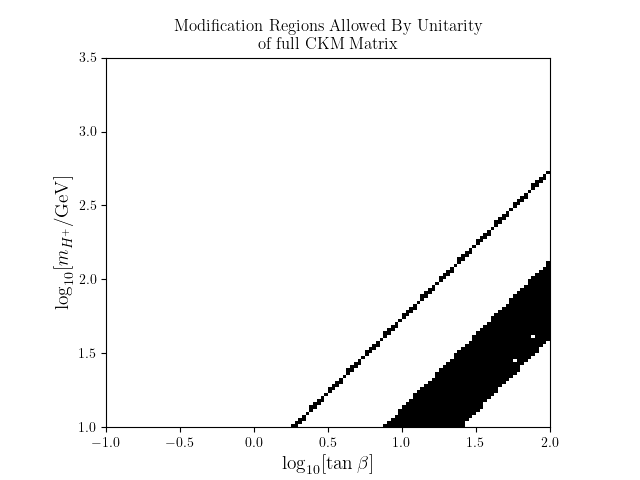 Modification Regions Allowed By Unitarity
of full CKM Matrix
3.5
3.0
2.5
2.0
1.5
1.0
log₁₀[m_{H⁺}/GeV]
−1.0 −0.5 0.0 0.5 1.0 1.5 2.0
log₁₀[tan β]